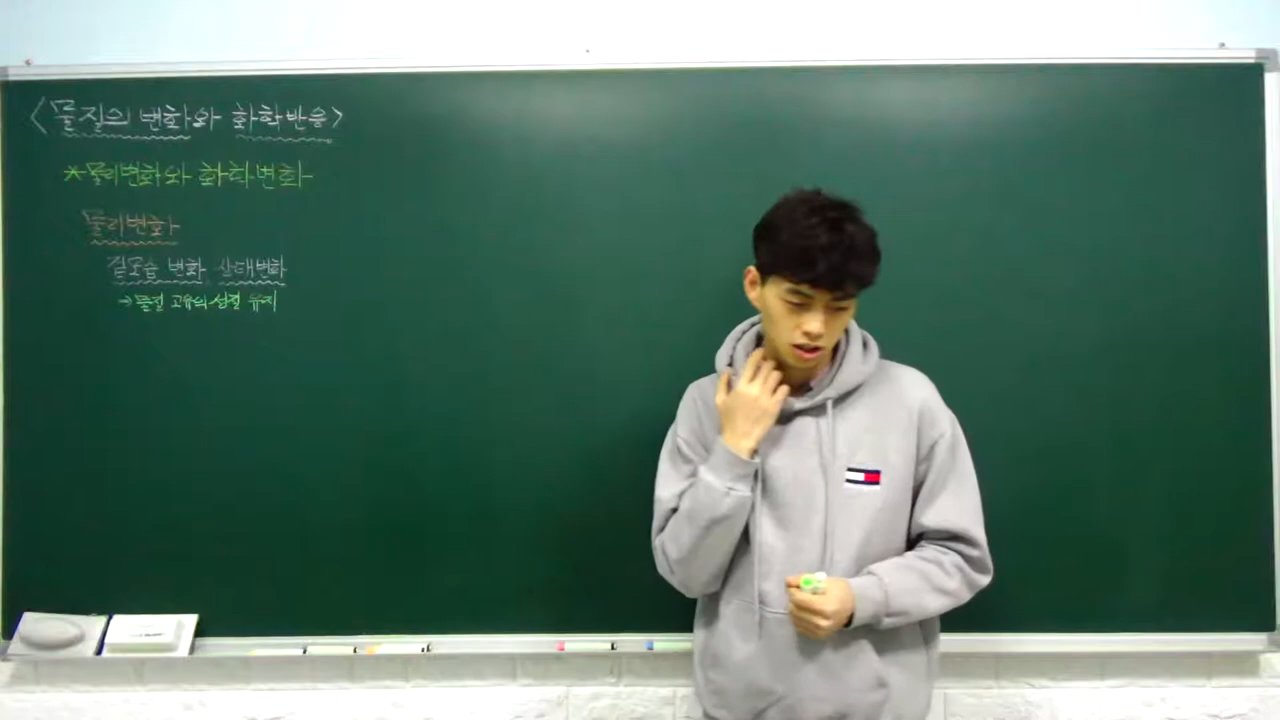 <물질의 변화와 화학반응>
*물리변화와 화학변화
물리변화
겉모습 변화 상태변화
→물질 고유의 성질 유지